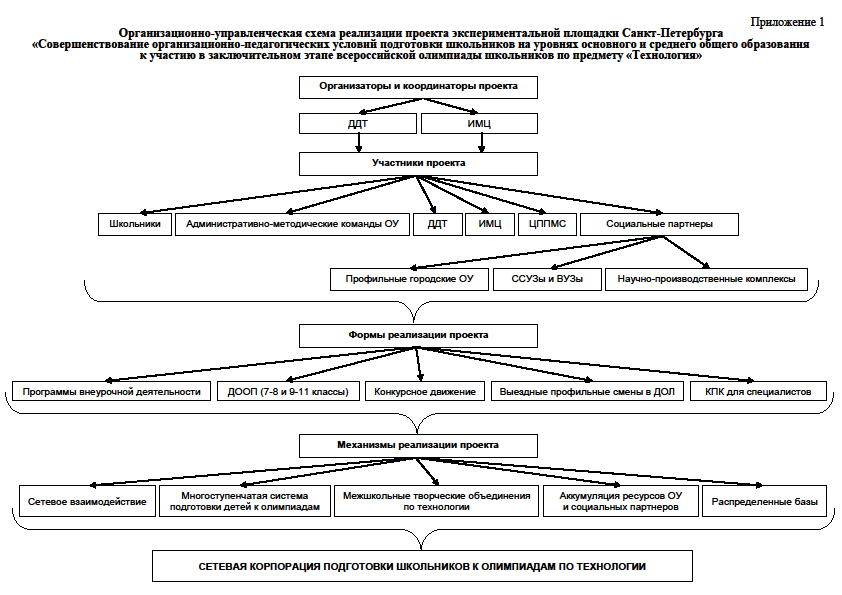 Приложение 1
Организационно-управленческая схема реализации проекта экспериментальной площадки Санкт-Петербурга
«Совершенствование организационно-педагогических условий подготовки школьников на уровнях основного и среднего общего образования
к участию в заключительном этапе всероссийской олимпиады школьников по предмету «Технология»
Организаторы и координаторы проекта
ДДТ
ИМЦ
Участники проекта
Школьники
Административно-методические команды ОУ
ДДТ
ИМЦ
ЦППМС
Социальные партнеры
Профильные городские ОУ
ССУЗы и ВУЗы
Научно-производственные комплексы
Формы реализации проекта
Программы внеурочной деятельности
ДООП (7-8 и 9-11 классы)
Конкурсное движение
Выездные профильные смены в ДОЛ
КПК для специалистов
Механизмы реализации проекта
Сетевое взаимодействие
Многоступенчатая система
подготовки детей к олимпиадам
Межшкольные творческие объединения
по технологии
Аккумуляция ресурсов ОУ
и социальных партнеров
Распределенные базы
СЕТЕВАЯ КОРПОРАЦИЯ ПОДГОТОВКИ ШКОЛЬНИКОВ К ОЛИМПИАДАМ ПО ТЕХНОЛОГИИ